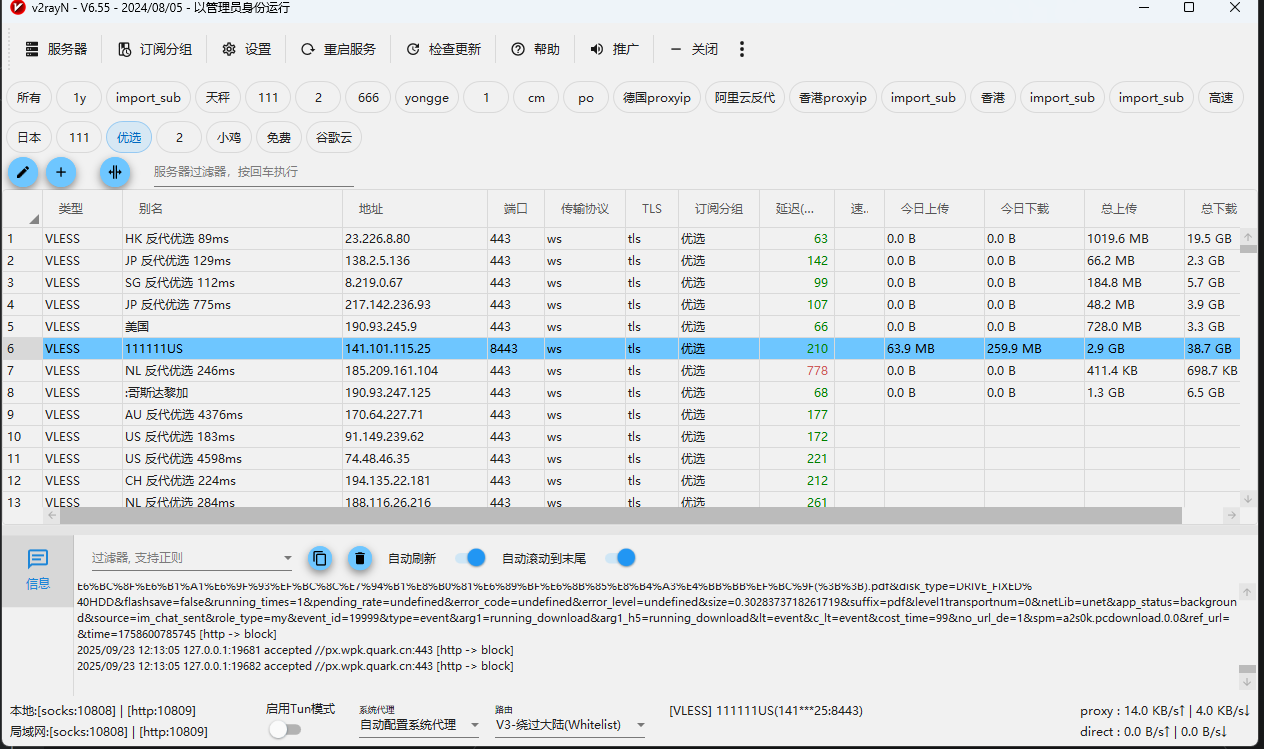 v2rayN - V6.55 - 2024/08/05 - 以管理员身份运行
服务器 订阅分组 设置 重启服务 检查更新 帮助 推广 关闭
所有 1y import_sub 天秤 111 2 666 yongge 1 cm po 德国proxyip 阿里云反代 香港proxyip import_sub 香港 import_sub import_sub 高速
日本 111 优选 2 小鸡 免费 谷歌云
服务器过滤器，按回车执行
类型 别名 地址 端口 传输协议 TLS 订阅分组 延迟(... 速.. 今日上传 今日下载 总上传 总下载
1 VLESS HK 反代优选 89ms 23.226.8.80 443 ws tls 优选 63 0.0 B 0.0 B 1019.6 MB 19.5 GB
2 VLESS JP 反代优选 129ms 138.2.5.136 443 ws tls 优选 142 0.0 B 0.0 B 66.2 MB 2.3 GB
3 VLESS SG 反代优选 112ms 8.219.0.67 443 ws tls 优选 99 0.0 B 0.0 B 184.8 MB 5.7 GB
4 VLESS JP 反代优选 775ms 217.142.236.93 443 ws tls 优选 107 0.0 B 0.0 B 48.2 MB 3.9 GB
5 VLESS 美国 190.93.245.9 443 ws tls 优选 66 0.0 B 0.0 B 728.0 MB 3.3 GB
6 VLESS 111111US 141.101.115.25 8443 ws tls 优选 210 63.9 MB 259.9 MB 2.9 GB 38.7 GB
7 VLESS NL 反代优选 246ms 185.209.161.104 443 ws tls 优选 778 0.0 B 0.0 B 411.4 KB 698.7 KB
8 VLESS :哥斯达黎加 190.93.247.125 443 ws tls 优选 68 0.0 B 0.0 B 1.3 GB 6.5 GB
9 VLESS AU 反代优选 4376ms 170.64.227.71 443 ws tls 优选 177
10 VLESS US 反代优选 183ms 91.149.239.62 443 ws tls 优选 172
11 VLESS US 反代优选 4598ms 74.48.46.35 443 ws tls 优选 221
12 VLESS CH 反代优选 224ms 194.135.22.181 443 ws tls 优选 212
13 VLESS NL 反代优选 284ms 188.116.26.216 443 ws tls 优选 261
信息
过滤器, 支持正则 自动刷新 自动滚动到末尾
E6%BC%8F%E6%B1%A1%E6%9F%93%EF%BC%8C%E7%94%B1%E8%B0%81%E6%89%BF%E6%8B%85%E8%B4%A3%E4%BB%BB%EF%BC%9F(%3B%3B).pdf&disk_type=DRIVE_FIXED%
40HDD&flashsave=false&running_times=1&pending_rate=undefined&error_code=undefined&error_level=undefined&size=0.3028373718261719&suffix=pdf&level1transportnum=0&netLib=unet&app_status=backgroun
d&source=im_chat_sent&role_type=my&event_id=19999&type=event&arg1=running_download&arg1_h5=running_download&lt=event&c_lt=event&cost_time=99&no_url_de=1&spm=a2s0k.pcdownload.0.0&ref_url=
&time=1758600785745 [http -> block]
2025/09/23 12:13:05 127.0.0.1:19681 accepted //px.wpk.quark.cn:443 [http -> block]
2025/09/23 12:13:05 127.0.0.1:19682 accepted //px.wpk.quark.cn:443 [http -> block]
本地:[socks:10808] | [http:10809]
局域网:[socks:10808] | [http:10809]
启用Tun模式
系统代理
自动配置系统代理
路由
V3-绕过大陆(Whitelist)
[VLESS] 111111US(141***25:8443)
proxy : 14.0 KB/s↑ | 4.0 KB/s↓
direct : 0.0 B/s↑ | 0.0 B/s↓